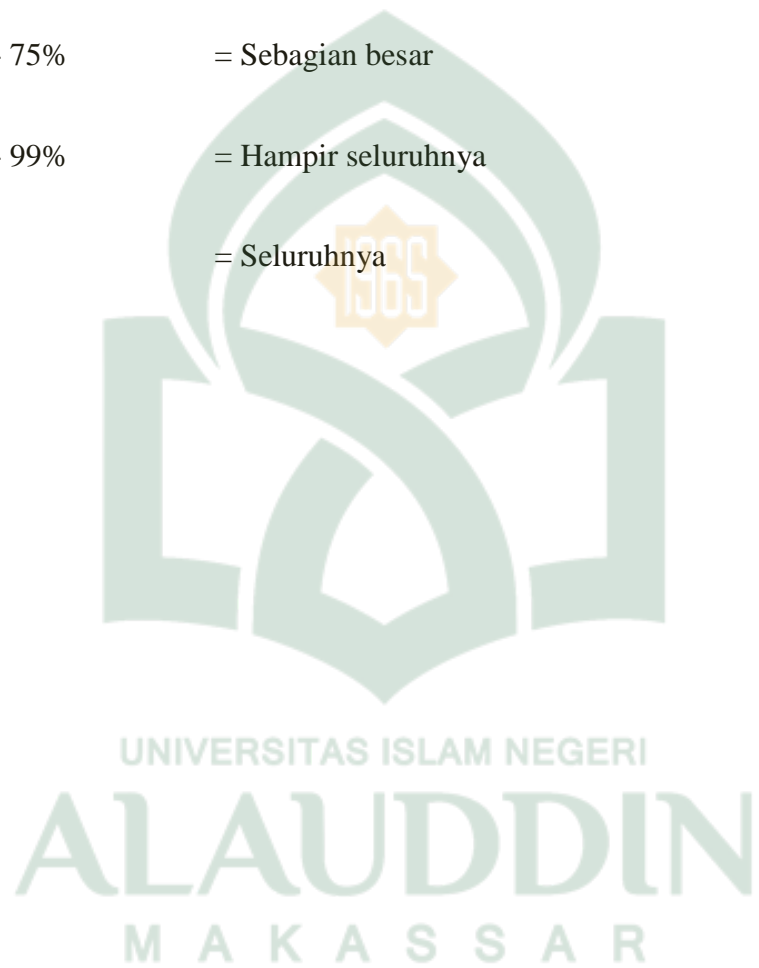 - 75% = Sebagian besar
- 99% = Hampir seluruhnya
= Seluruhnya
1965
UNIVERSITAS ISLAM NEGERI
ALAUDDIN
MAKASSAR